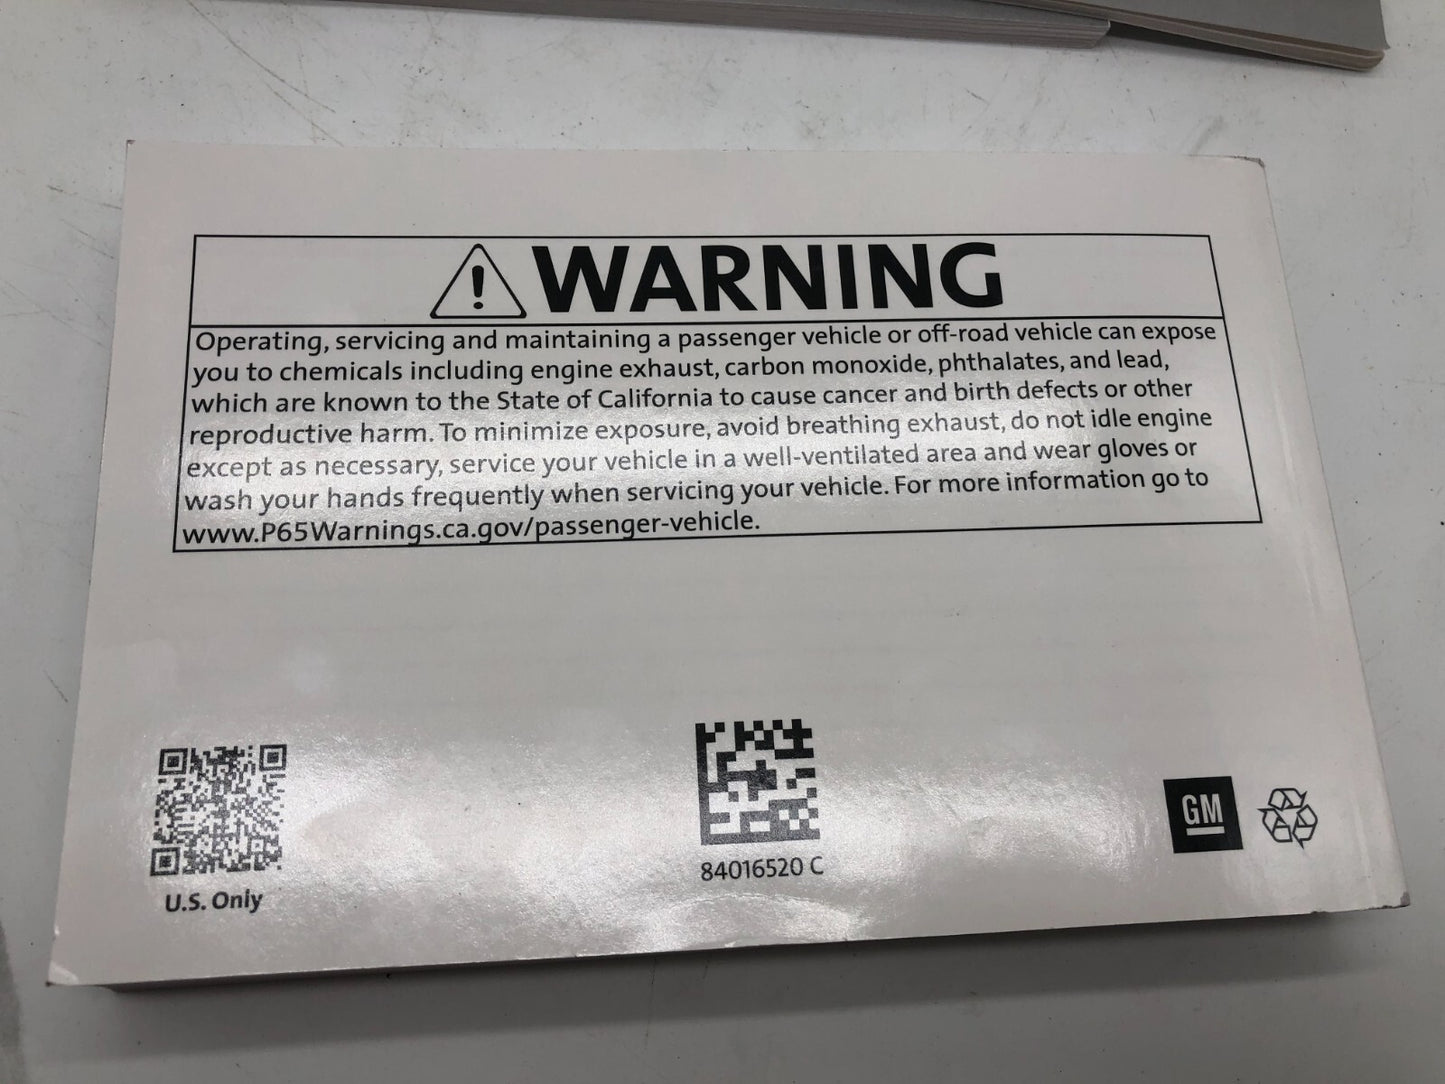 WARNING
Operating, servicing and maintaining a passenger vehicle or off-road vehicle can expose
you to chemicals including engine exhaust, carbon monoxide, phthalates, and lead,
which are known to the State of California to cause cancer and birth defects or other
reproductive harm. To minimize exposure, avoid breathing exhaust, do not idle engine
except as necessary, service your vehicle in a well-ventilated area and wear gloves or
wash your hands frequently when servicing your vehicle. For more information go to
www.P65Warnings.ca.gov/passenger-vehicle.
GM
84016520 C
U.S. Only